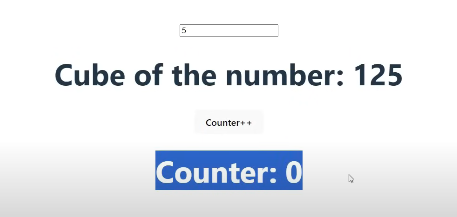 5
Cube of the number: 125
Counter++
Counter: 0